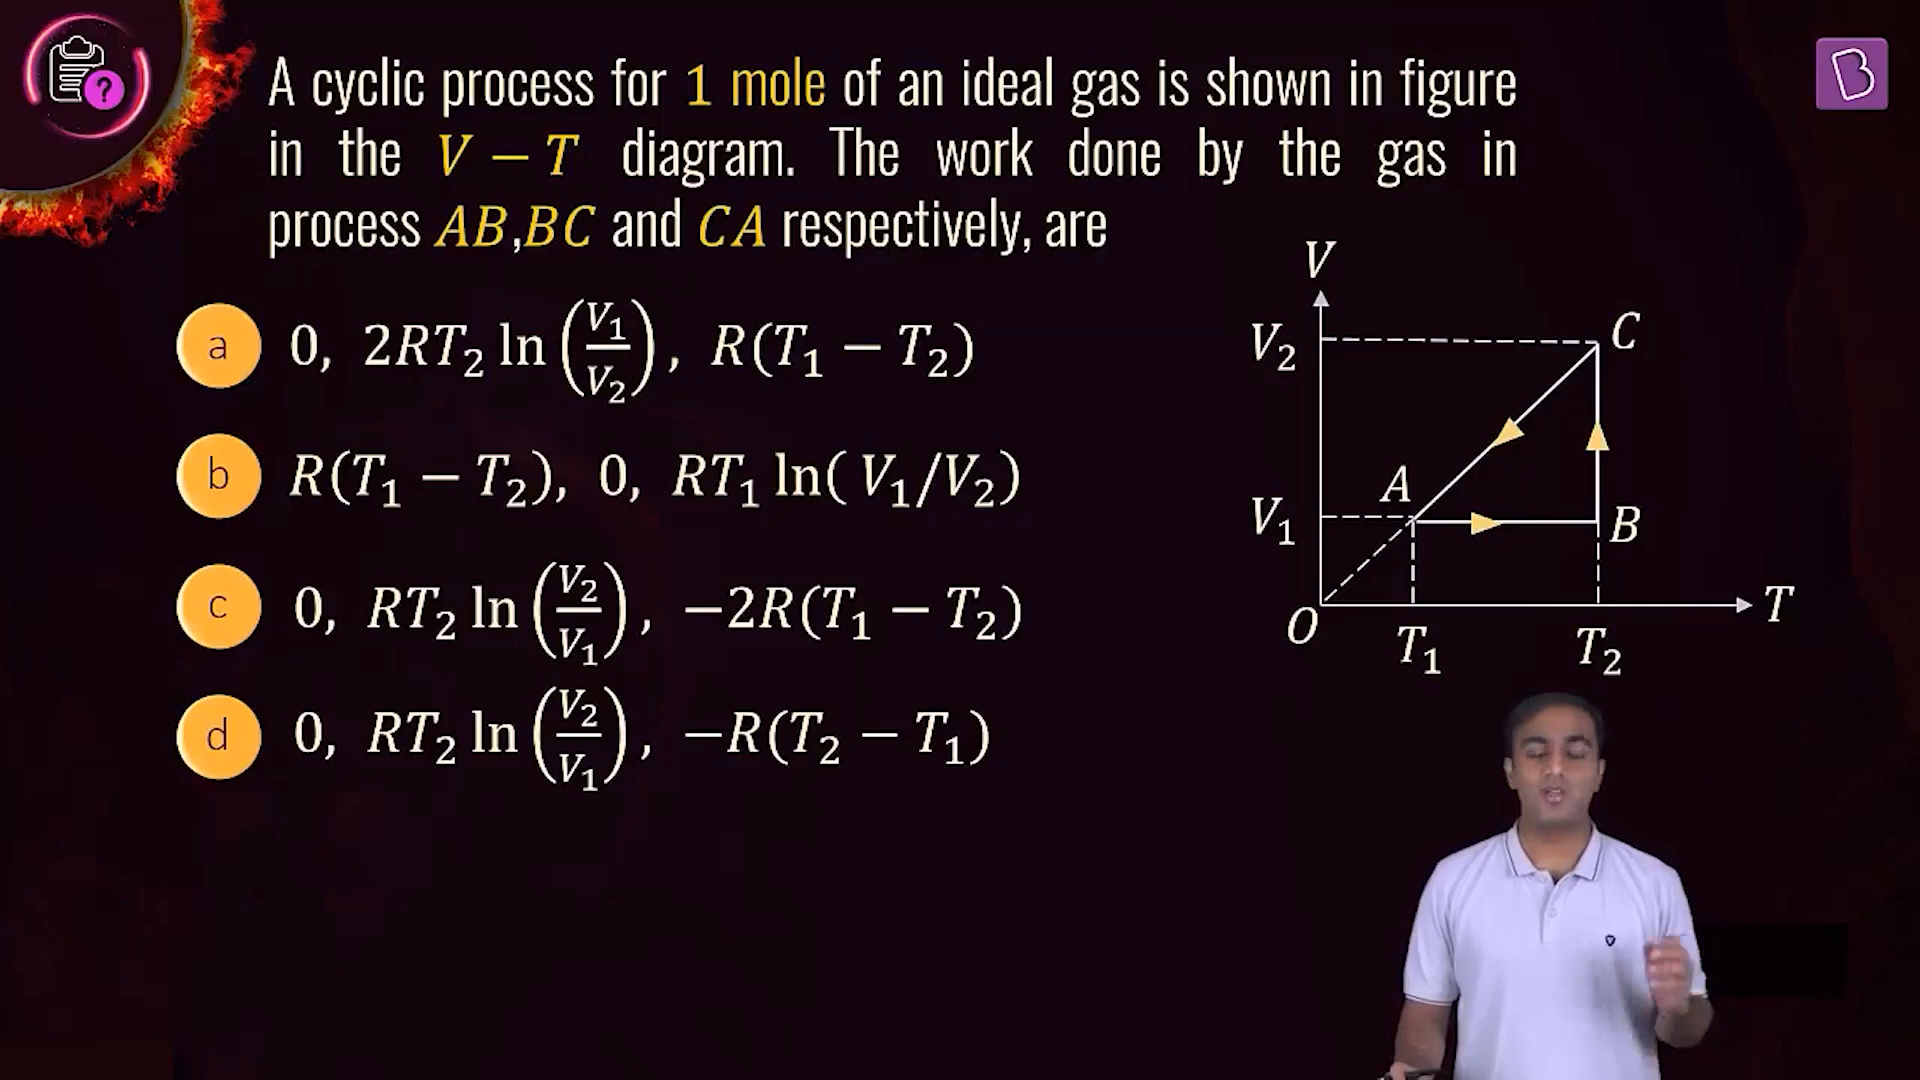 A cyclic process for 1 mole of an ideal gas is shown in figure
in the V − T diagram. The work done by the gas in
process AB,BC and CA respectively, are
a 0, 2RT₂ ln (V₁/V₂), R(T₁ − T₂)
b R(T₁ − T₂), 0, RT₁ ln( V₁/V₂)
c 0, RT₂ ln (V₂/V₁), −2R(T₁ − T₂)
d 0, RT₂ ln (V₂/V₁), −R(T₂ − T₁)
V
V₂ C
A
V₁ B
O T
T₁ T₂
?
B